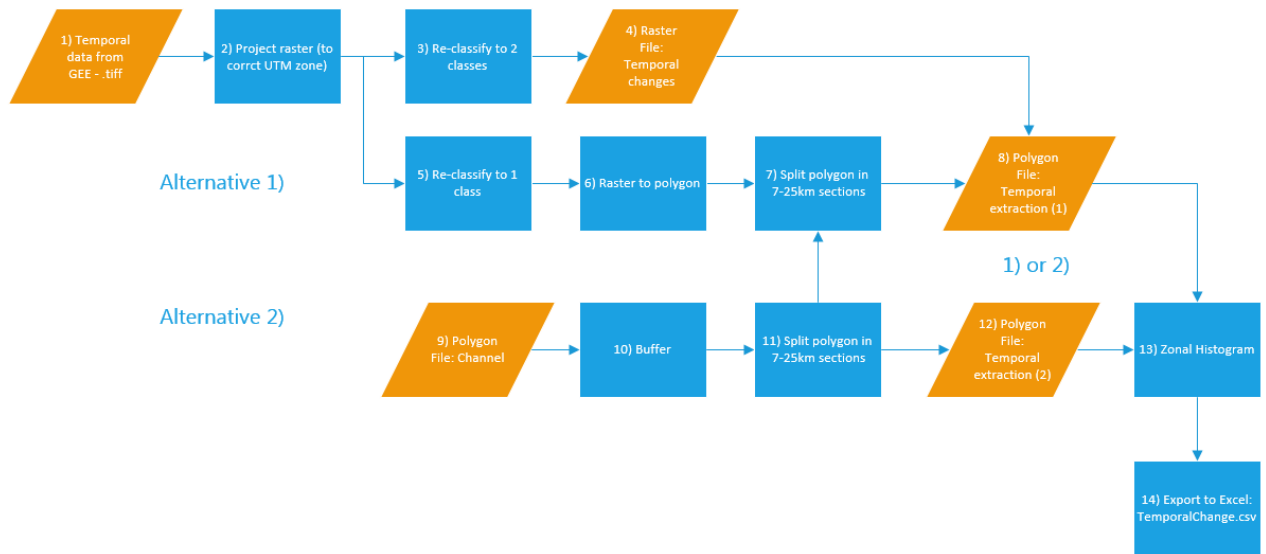 1) Temporal
data from
GEE - .tiff
2) Project raster (to
corrct UTM zone)
3) Re-classify to 2
classes
4) Raster
File:
Temporal
changes
Alternative 1)
5) Re-classify to 1
class
6) Raster to polygon
7) Split polygon in
7-25km sections
8) Polygon
File:
Temporal
extraction (1)
1) or 2)
Alternative 2)
9) Polygon
File: Channel
10) Buffer
11) Split polygon in
7-25km sections
12) Polygon
File:
Temporal
extraction (2)
13) Zonal Histogram
14) Export to Excel:
TemporalChange.csv